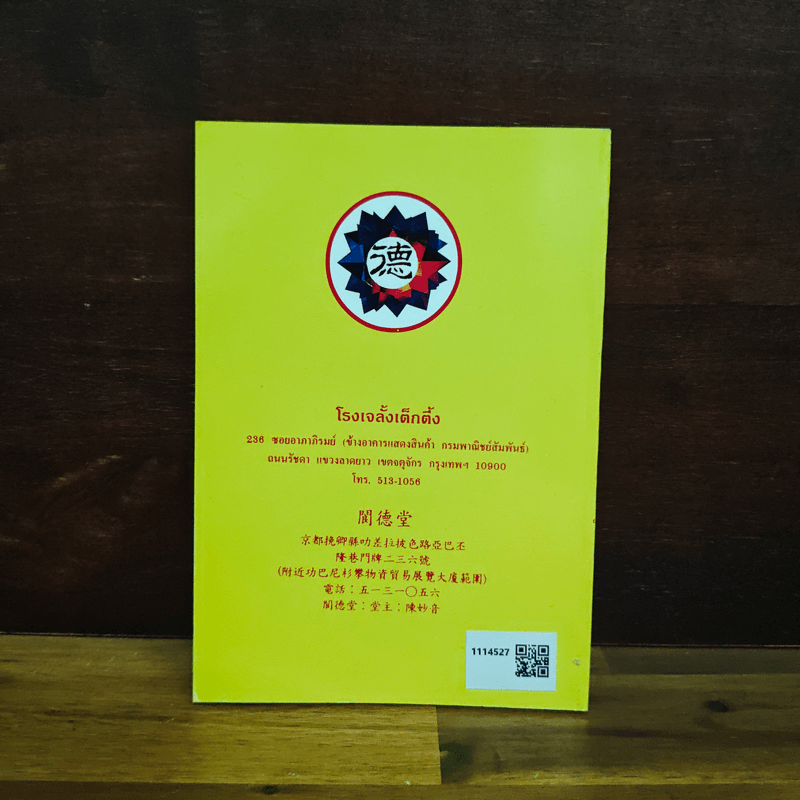 德
โรงเจลั้งเต็กตึ้ง
236 ซอยอาภาภิรมย์ (ข้างอาคารแสดงสินค้า กรมพาณิชย์สัมพันธ์)
ถนนรัชดา แขวงลาดยาว เขตจตุจักร กรุงเทพฯ 10900
โทร. 513-1056
閬德堂
京都挽卿縣叻差拉披色路亞巴丕
隆巷門牌二三六號
(附近功巴尼杉攀物資貿易展覽大廈範圍)
電話：五一三一〇五六
閬德堂：堂主：陳妙音
1114527